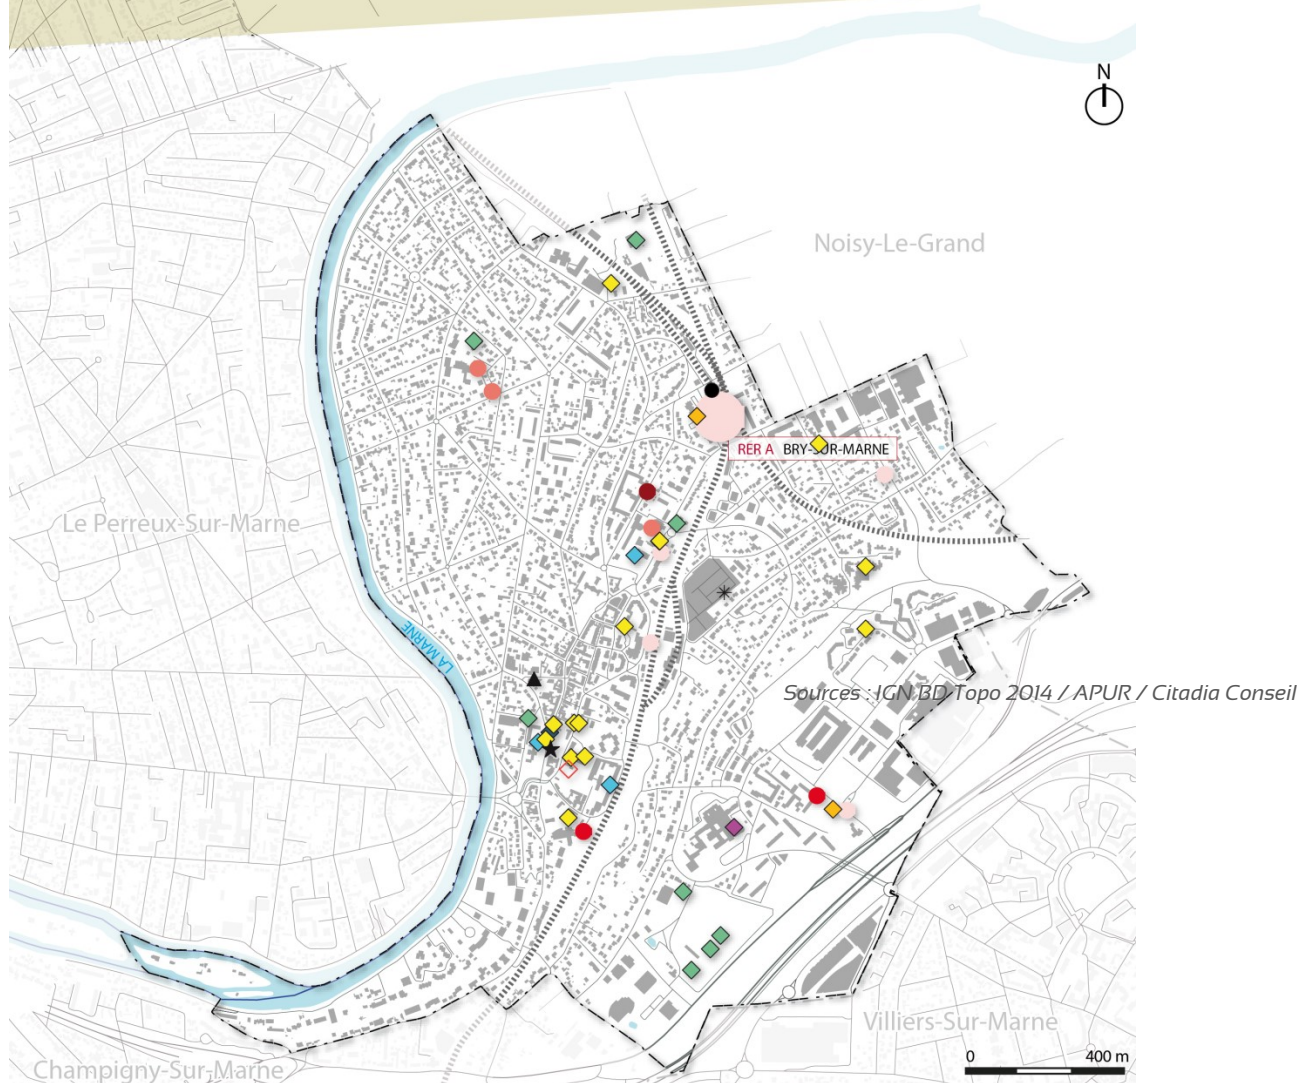 N
Noisy-Le-Grand
RER A BRY-SUR-MARNE
Le Perreux-Sur-Marne
LA MARNE
Sources : IGN BD Topo 2014 / APUR / Citadia Conseil
Villiers-Sur-Marne
0 400 m
Champigny-Sur-Marne